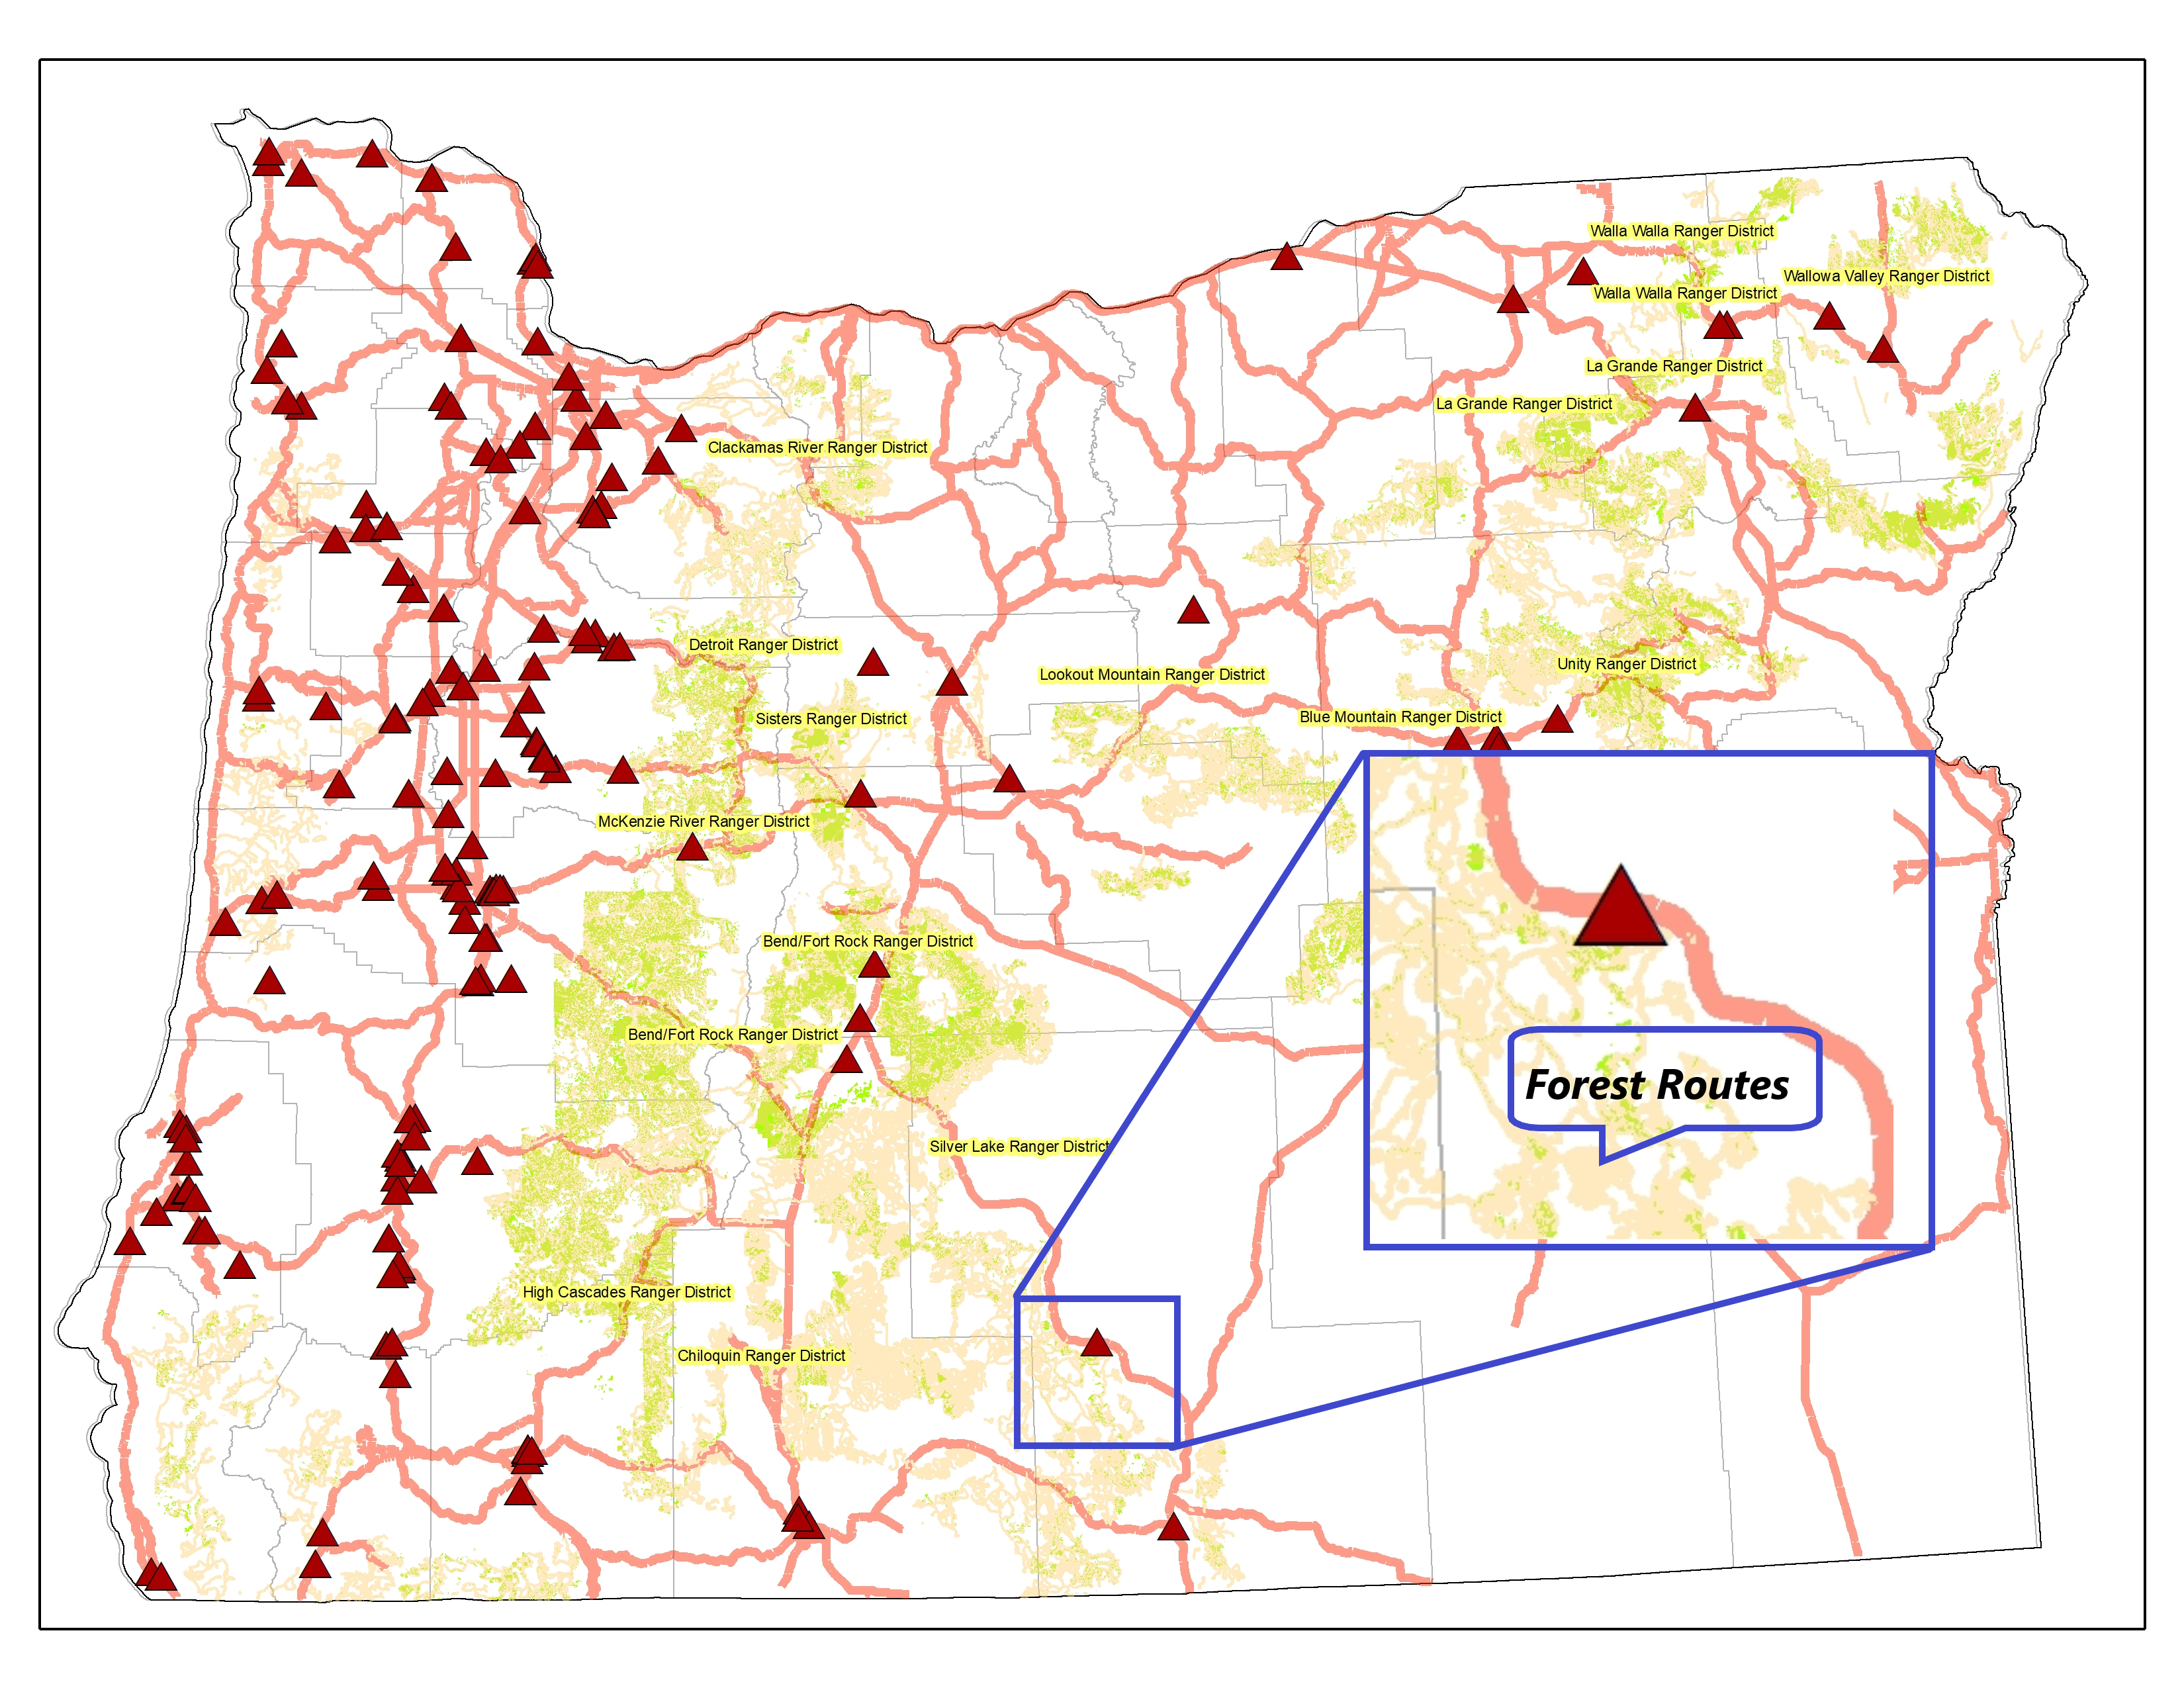 Walla Walla Ranger District
Wallowa Valley Ranger District
Walla Walla Ranger District
La Grande Ranger District
La Grande Ranger District
Clackamas River Ranger District
Detroit Ranger District
Unity Ranger District
Lookout Mountain Ranger District
Sisters Ranger District
Blue Mountain Ranger District
McKenzie River Ranger District
Bend/Fort Rock Ranger District
Bend/Fort Rock Ranger District
Forest Routes
Silver Lake Ranger District
High Cascades Ranger District
Chiloquin Ranger District